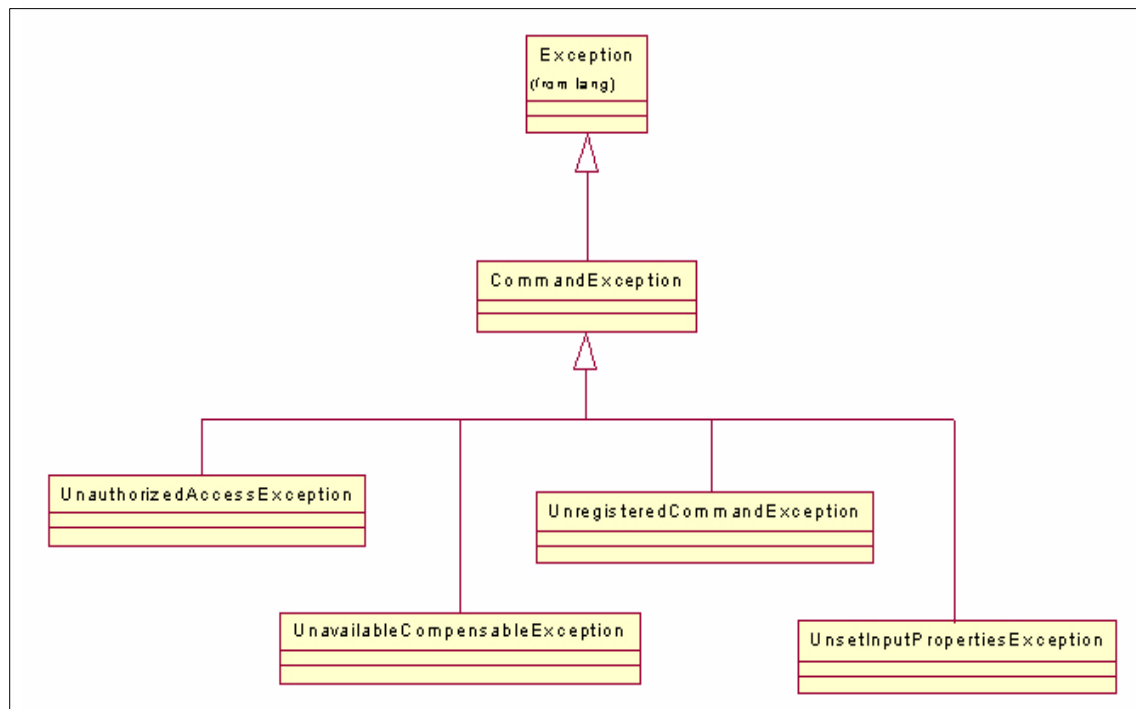 Exception
(from lang)
CommandException
UnauthorizedAccessException
UnregisteredCommandException
UnavailableCompensableException
UnsetInputPropertiesException